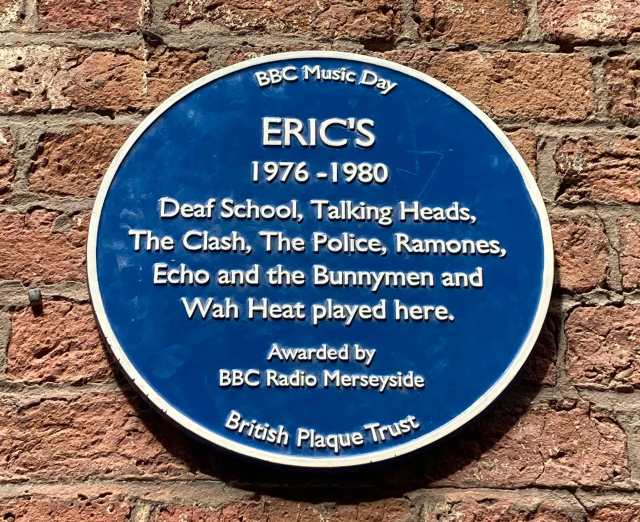 BBC Music Day
ERIC'S
1976 - 1980
Deaf School, Talking Heads,
The Clash, The Police, Ramones,
Echo and the Bunnymen and
Wah Heat played here.
Awarded by
BBC Radio Merseyside
British Plaque Trust